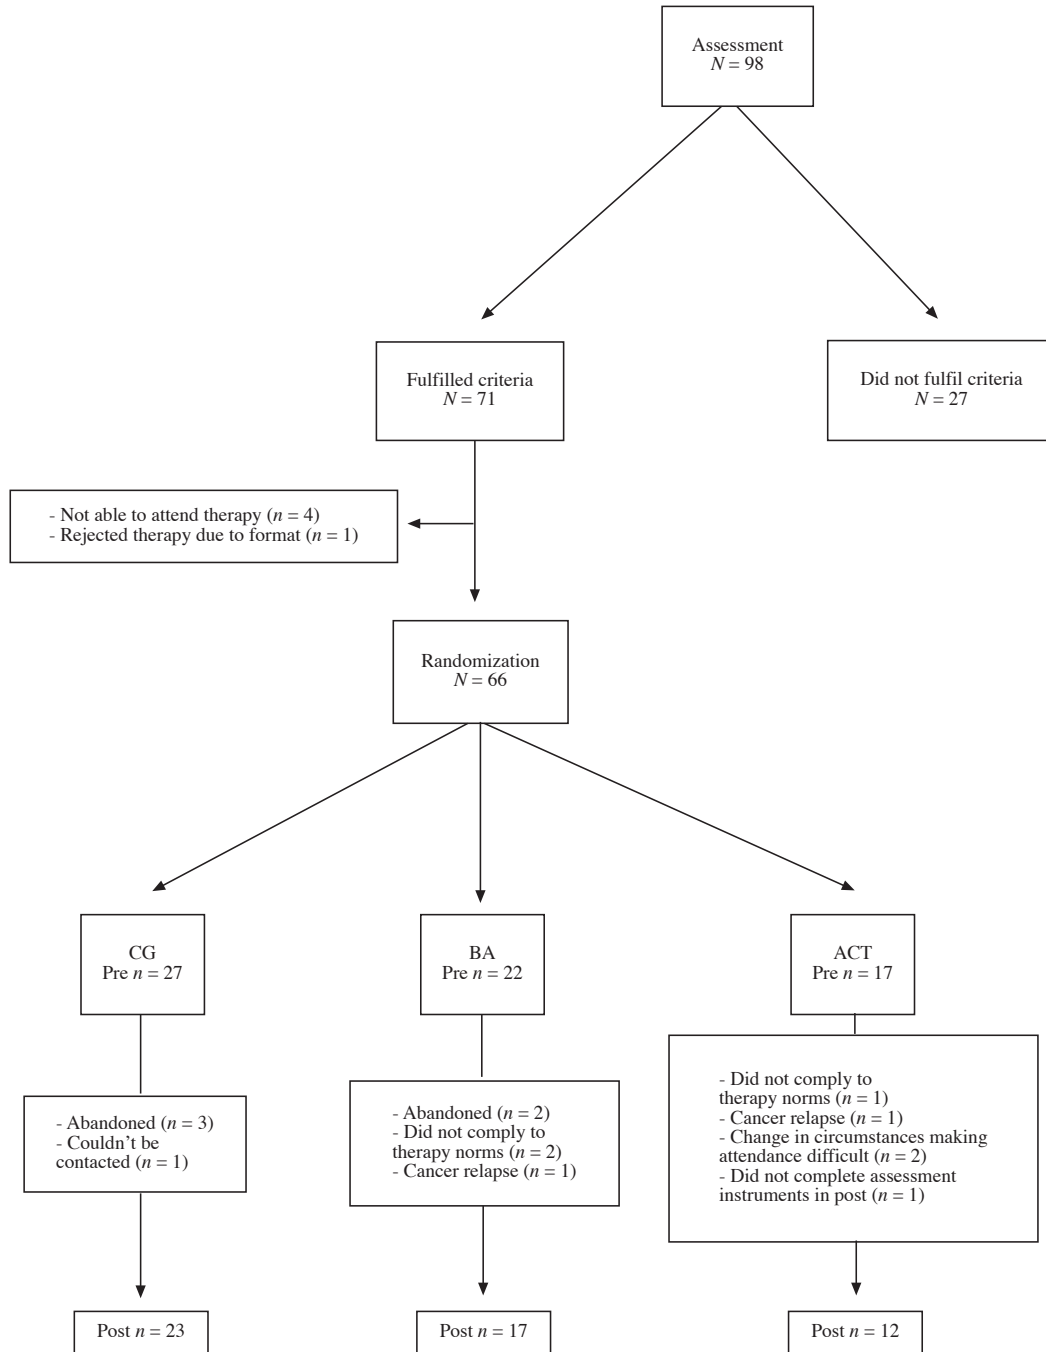 Assessment
N = 98
Fulfilled criteria
N = 71
Did not fulfil criteria
N = 27
- Not able to attend therapy (n = 4)
- Rejected therapy due to format (n = 1)
Randomization
N = 66
CG
Pre n = 27
BA
Pre n = 22
ACT
Pre n = 17
- Abandoned (n = 3)
- Couldn’t be
contacted (n = 1)
- Abandoned (n = 2)
- Did not comply to
therapy norms (n = 2)
- Cancer relapse (n = 1)
- Did not comply to
therapy norms (n = 1)
- Cancer relapse (n = 1)
- Change in circumstances making
attendance difficult (n = 2)
- Did not complete assessment
instruments in post (n = 1)
Post n = 23
Post n = 17
Post n = 12